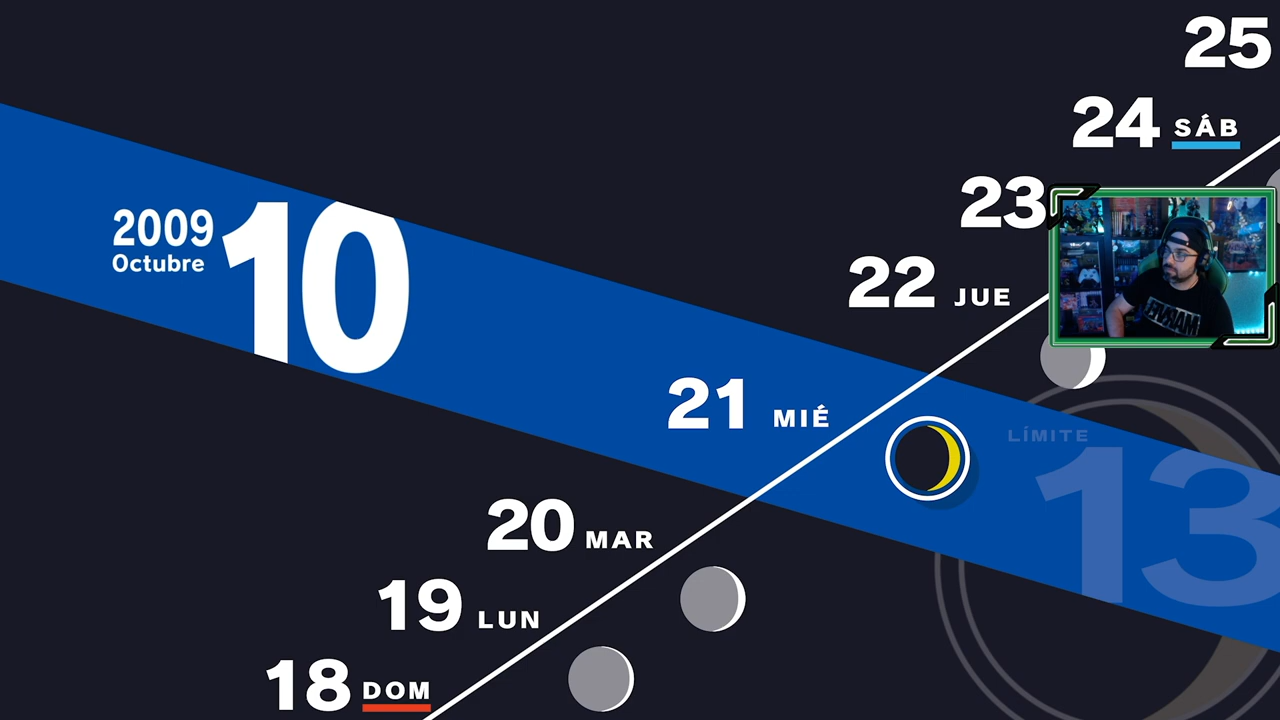 25
24 SÁB
23
22 JUE
2009
Octubre
10
21 MIÉ
LÍMITE
13
20 MAR
19 LUN
18 DOM
MARVEL